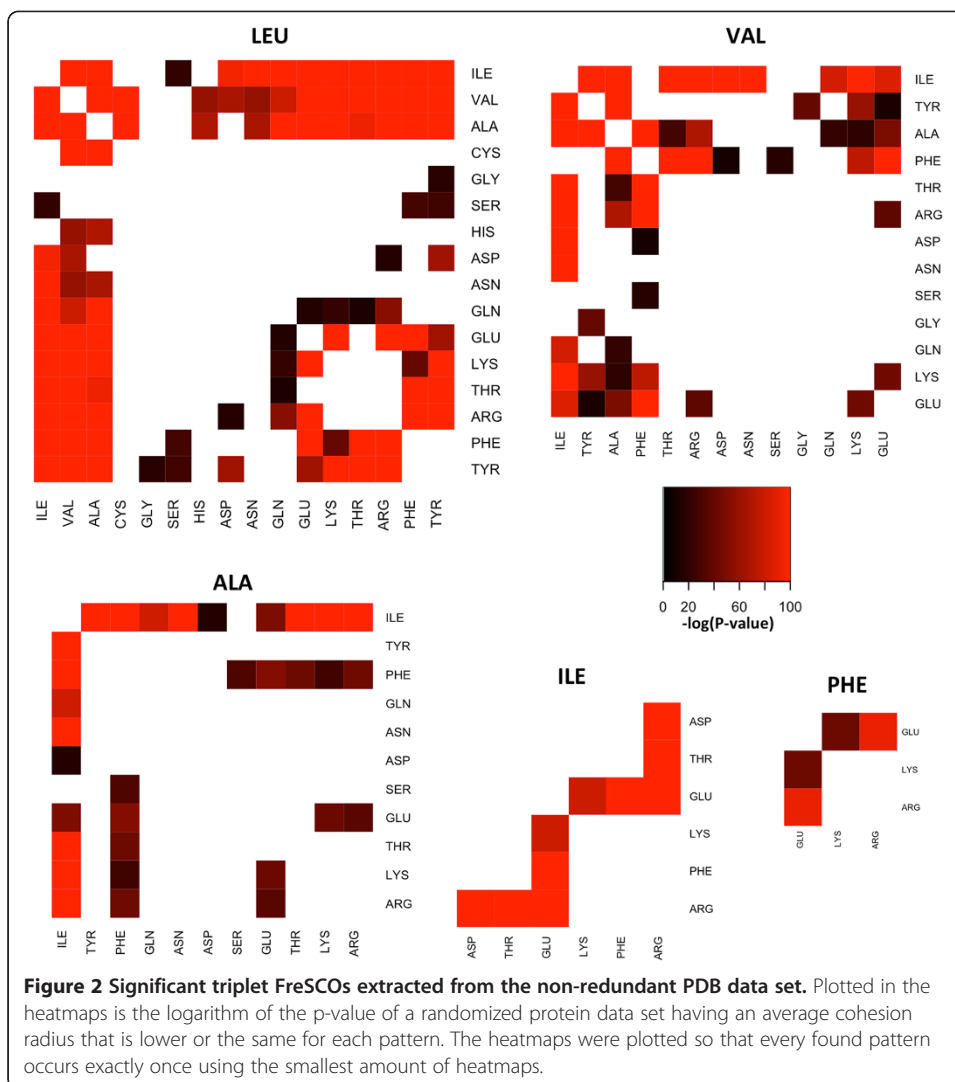 LEU
ILE
VAL
ALA
CYS
GLY
SER
HIS
ASP
ASN
GLN
GLU
LYS
THR
ARG
PHE
TYR
ILE VAL ALA CYS GLY SER HIS ASP ASN GLN GLU LYS THR ARG PHE TYR
VAL
ILE
TYR
ALA
PHE
THR
ARG
ASP
ASN
SER
GLY
GLN
LYS
GLU
ILE TYR ALA PHE THR ARG ASP ASN SER GLY GLN LYS GLU
0 20 60 100
-log(P-value)
ALA
ILE
TYR
PHE
GLN
ASN
ASP
SER
GLU
THR
LYS
ARG
ILE TYR PHE GLN ASN ASP SER GLU THR LYS ARG
ILE
ASP
THR
GLU
LYS
PHE
ARG
ASP THR GLU LYS PHE ARG
PHE
GLU
LYS
ARG
GLU LYS ARG
Figure 2 Significant triplet FreSCOs extracted from the non-redundant PDB data set. Plotted in the
heatmaps is the logarithm of the p-value of a randomized protein data set having an average cohesion
radius that is lower or the same for each pattern. The heatmaps were plotted so that every found pattern
occurs exactly once using the smallest amount of heatmaps.